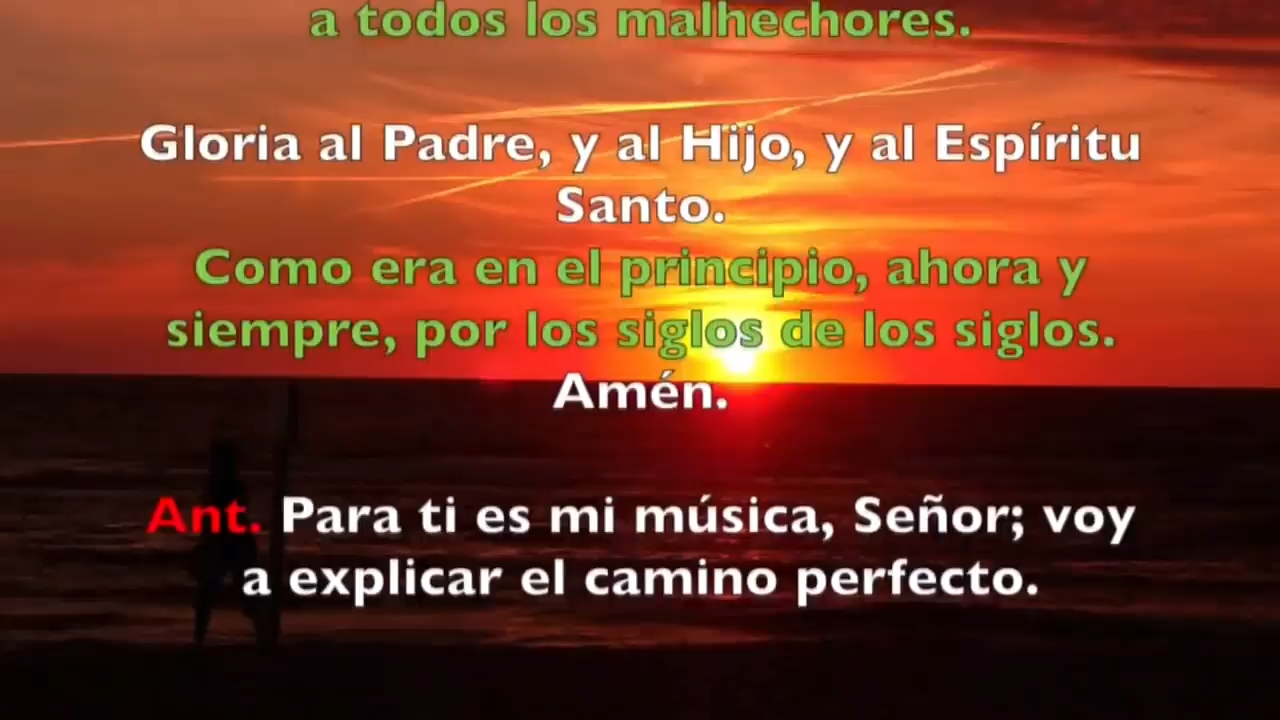 a todos los malhechores.
Gloria al Padre, y al Hijo, y al Espíritu
Santo.
Como era en el principio, ahora y
siempre, por los siglos de los siglos.
Amén.
Ant. Para ti es mi música, Señor; voy
a explicar el camino perfecto.